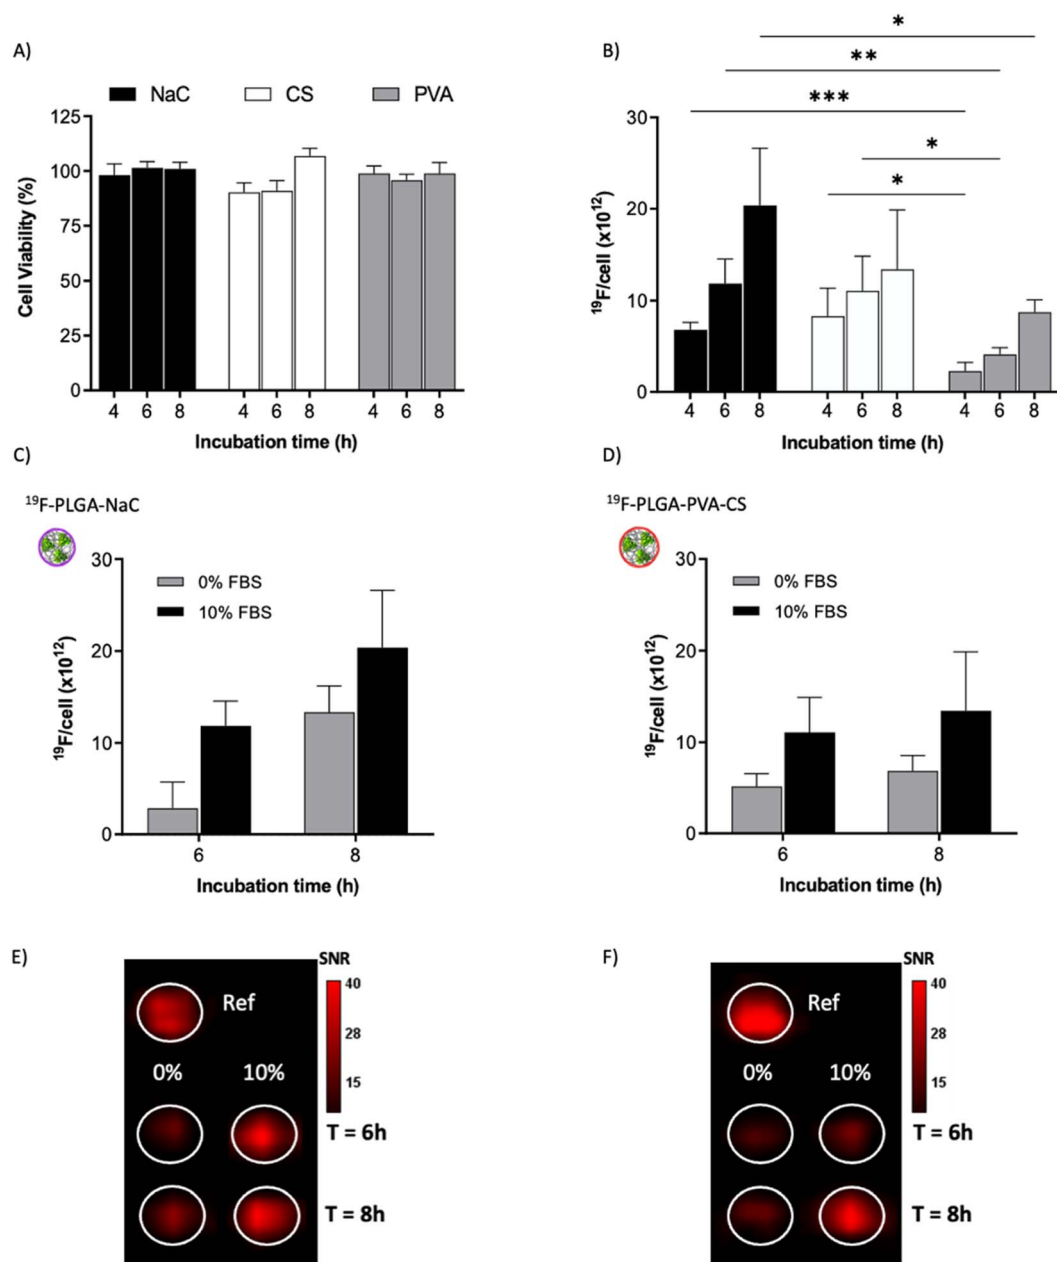 A)
NaC CS PVA
125
100
75
50
25
0
Cell Viability (%)
4 6 8 4 6 8 4 6 8
Incubation time (h)
B)
*
**
***
*
*
30
20
10
0
¹⁹F/cell (x10¹²)
4 6 8 4 6 8 4 6 8
Incubation time (h)
C)
¹⁹F-PLGA-NaC
30
20
10
0
¹⁹F/cell (x10¹²)
0% FBS
10% FBS
6 8
Incubation time (h)
D)
¹⁹F-PLGA-PVA-CS
30
20
10
0
¹⁹F/cell (x10¹²)
0% FBS
10% FBS
6 8
Incubation time (h)
E)
SNR
40
28
15
Ref
0% 10%
T = 6h
T = 8h
F)
SNR
40
28
15
Ref
0% 10%
T = 6h
T = 8h